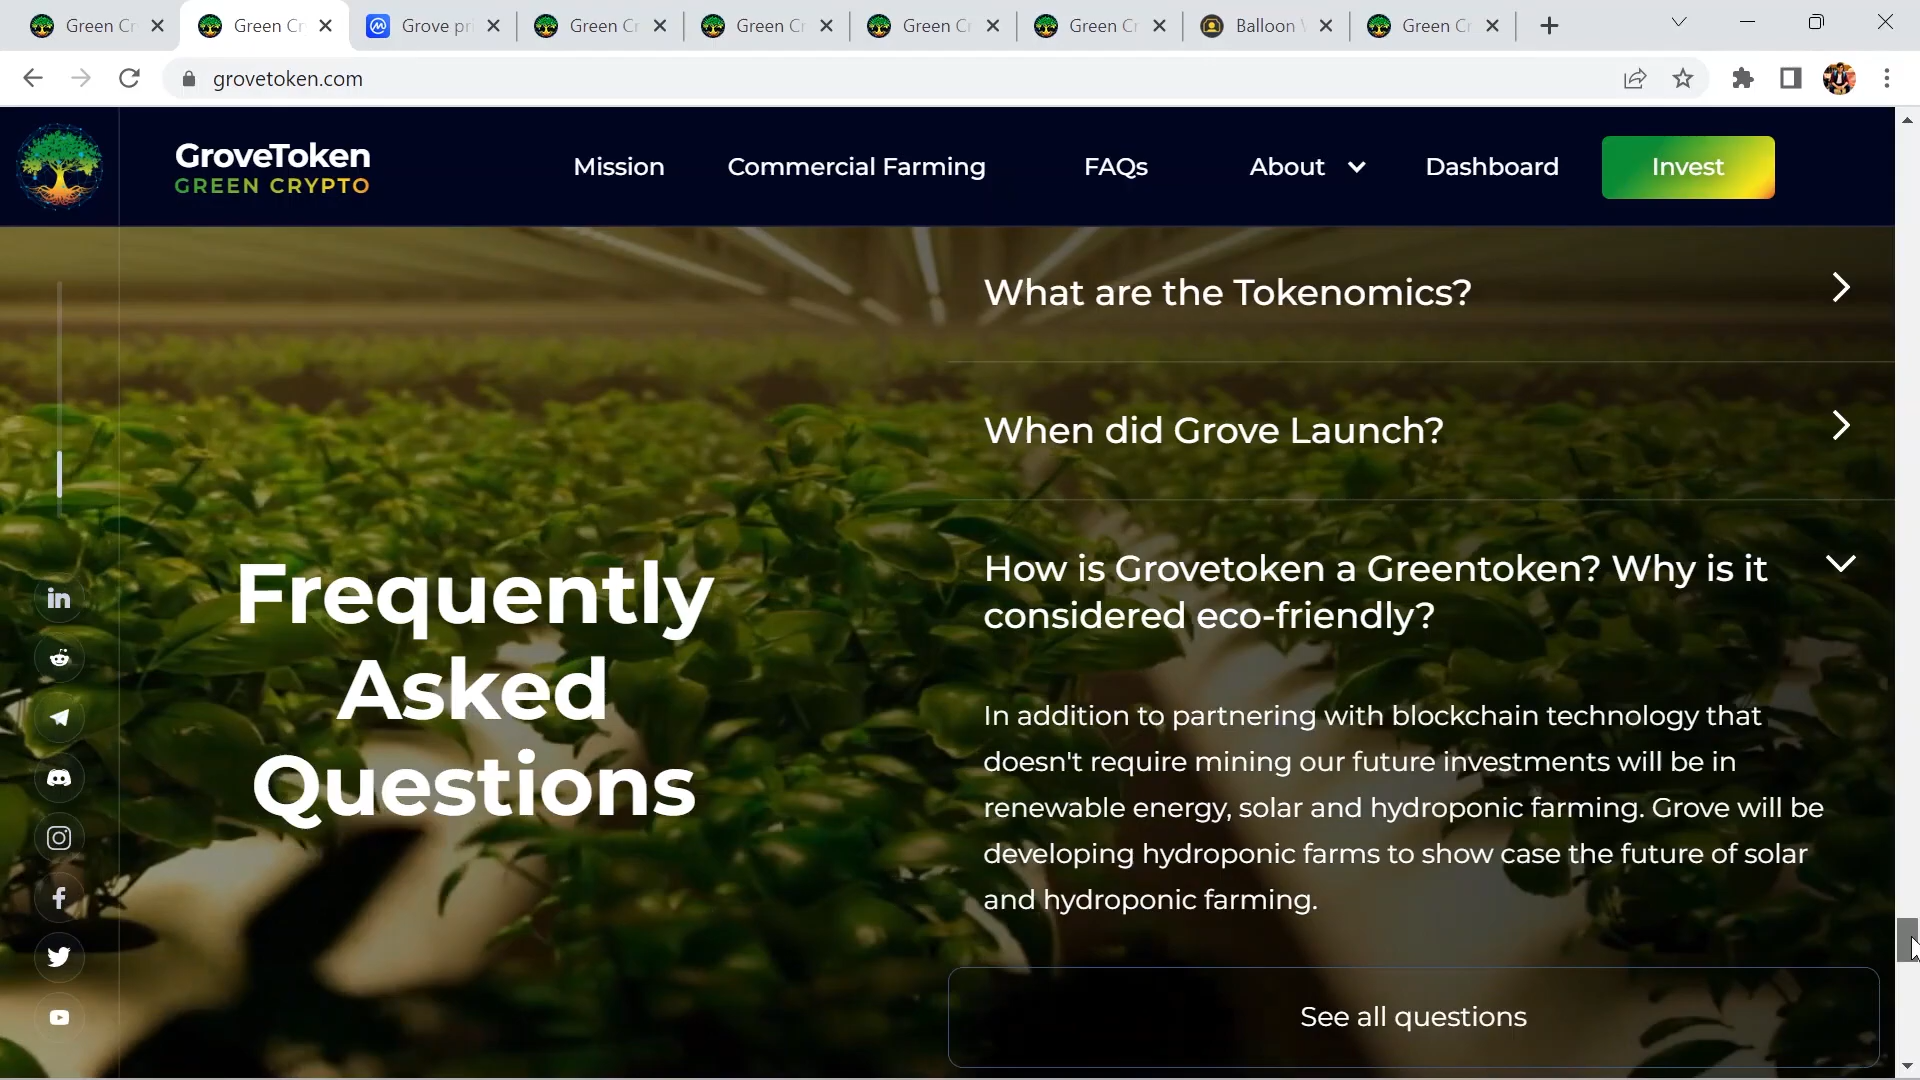 Green Cr
Green Cr
Grove pri
Green Cr
Green Cr
Green Cr
Green Cr
Balloon
Green Cr
grovetoken.com
GroveToken
GREEN CRYPTO
Mission
Commercial Farming
FAQs
About
Dashboard
Invest
Frequently
Asked
Questions
What are the Tokenomics?
When did Grove Launch?
How is Grovetoken a Greentoken? Why is it
considered eco-friendly?
In addition to partnering with blockchain technology that
doesn't require mining our future investments will be in
renewable energy, solar and hydroponic farming. Grove will be
developing hydroponic farms to show case the future of solar
and hydroponic farming.
See all questions